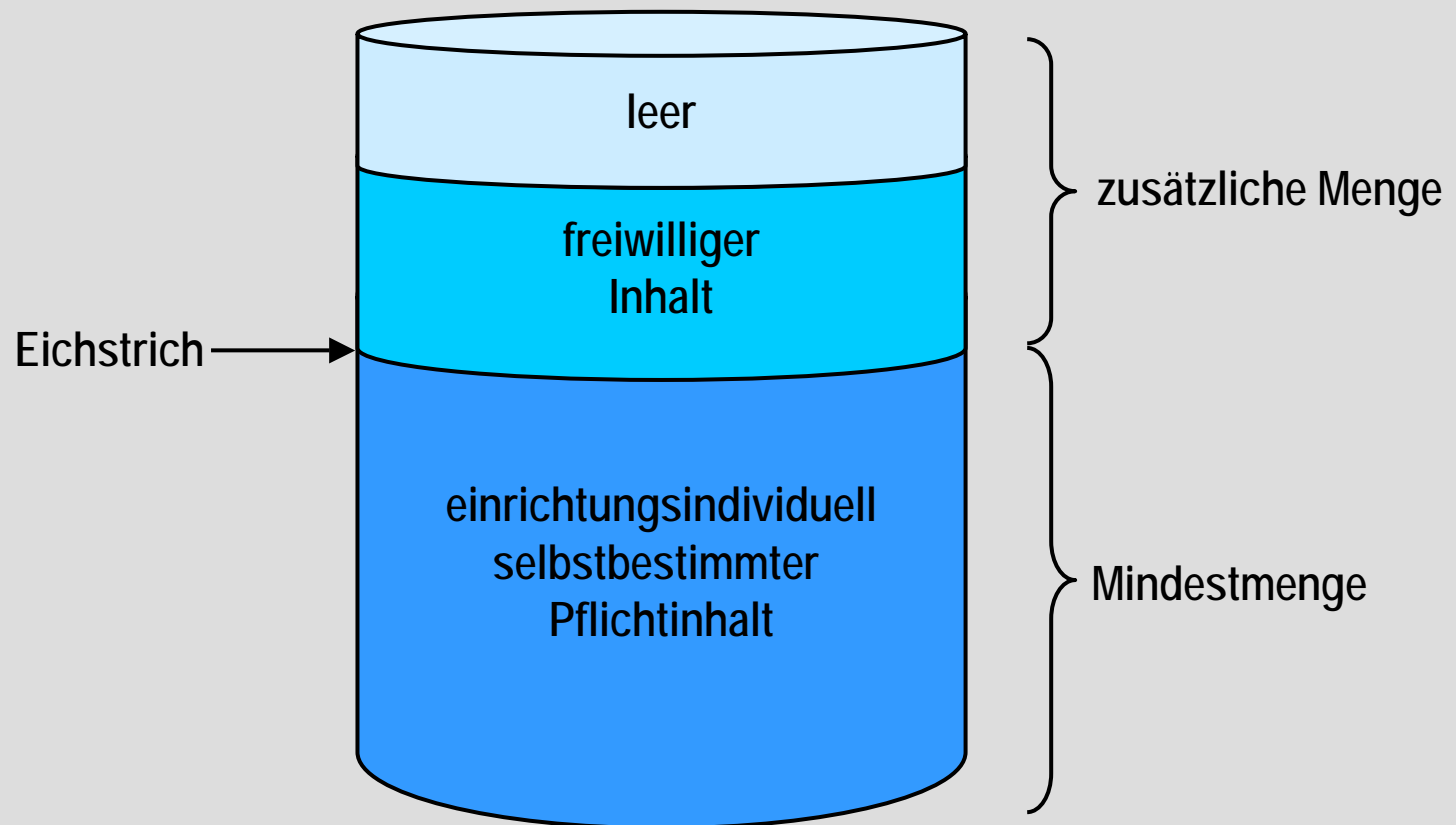 leer
zusätzliche Menge
freiwilliger
Inhalt
Eichstrich
einrichtungsindividuell
selbstbestimmter
Pflichtinhalt
Mindestmenge